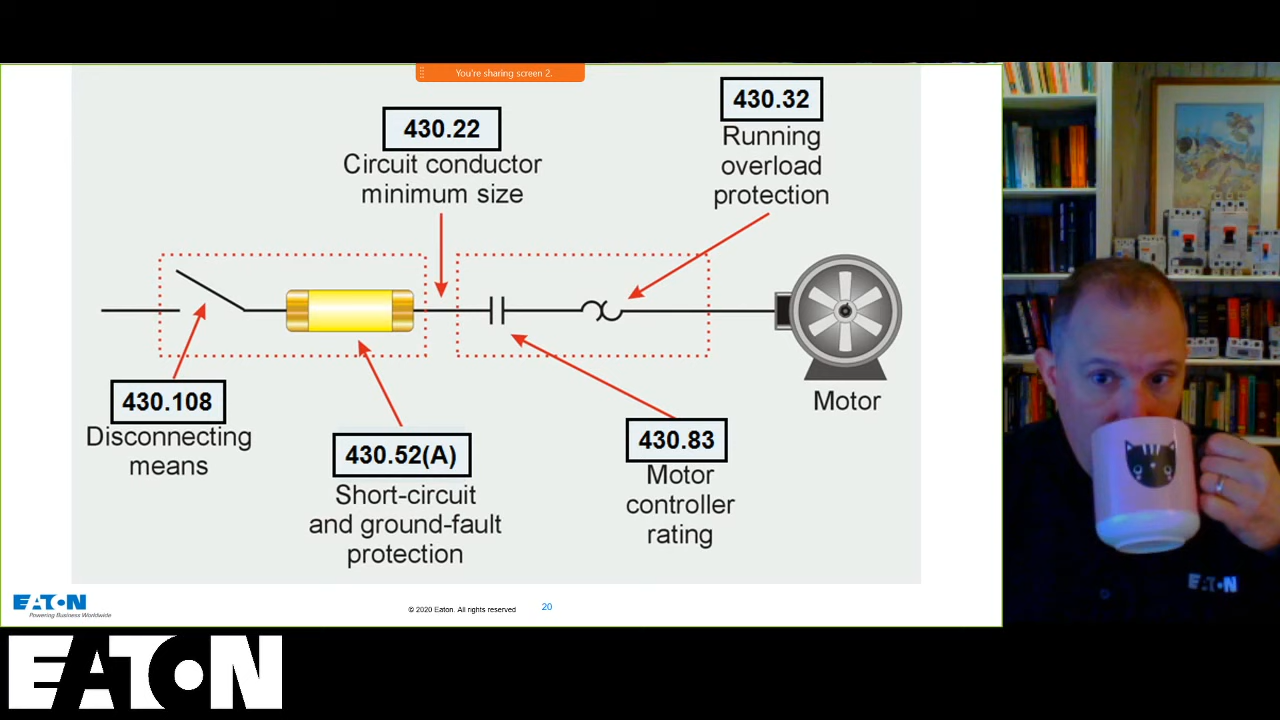 You're sharing screen 2.
430.22
Circuit conductor
minimum size
430.32
Running
overload
protection
430.108
Disconnecting
means
430.52(A)
Short-circuit
and ground-fault
protection
430.83
Motor
controller
rating
Motor
EATON
Powering Business Worldwide
© 2020 Eaton. All rights reserved
20
EATON
EATON